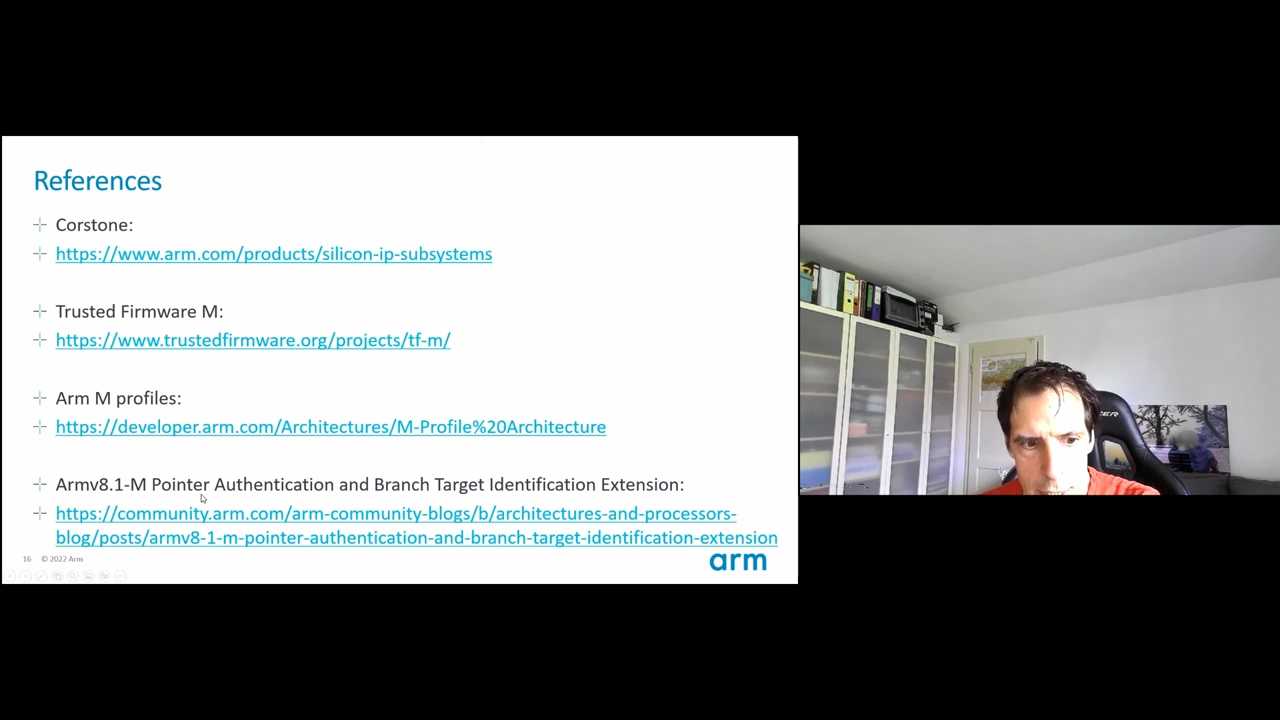 References
Corstone:
https://www.arm.com/products/silicon-ip-subsystems
Trusted Firmware M:
https://www.trustedfirmware.org/projects/tf-m/
Arm M profiles:
https://developer.arm.com/Architectures/M-Profile%20Architecture
Armv8.1-M Pointer Authentication and Branch Target Identification Extension:
https://community.arm.com/arm-community-blogs/b/architectures-and-processors-
blog/posts/armv8-1-m-pointer-authentication-and-branch-target-identification-extension
16 © 2022 Arm
arm